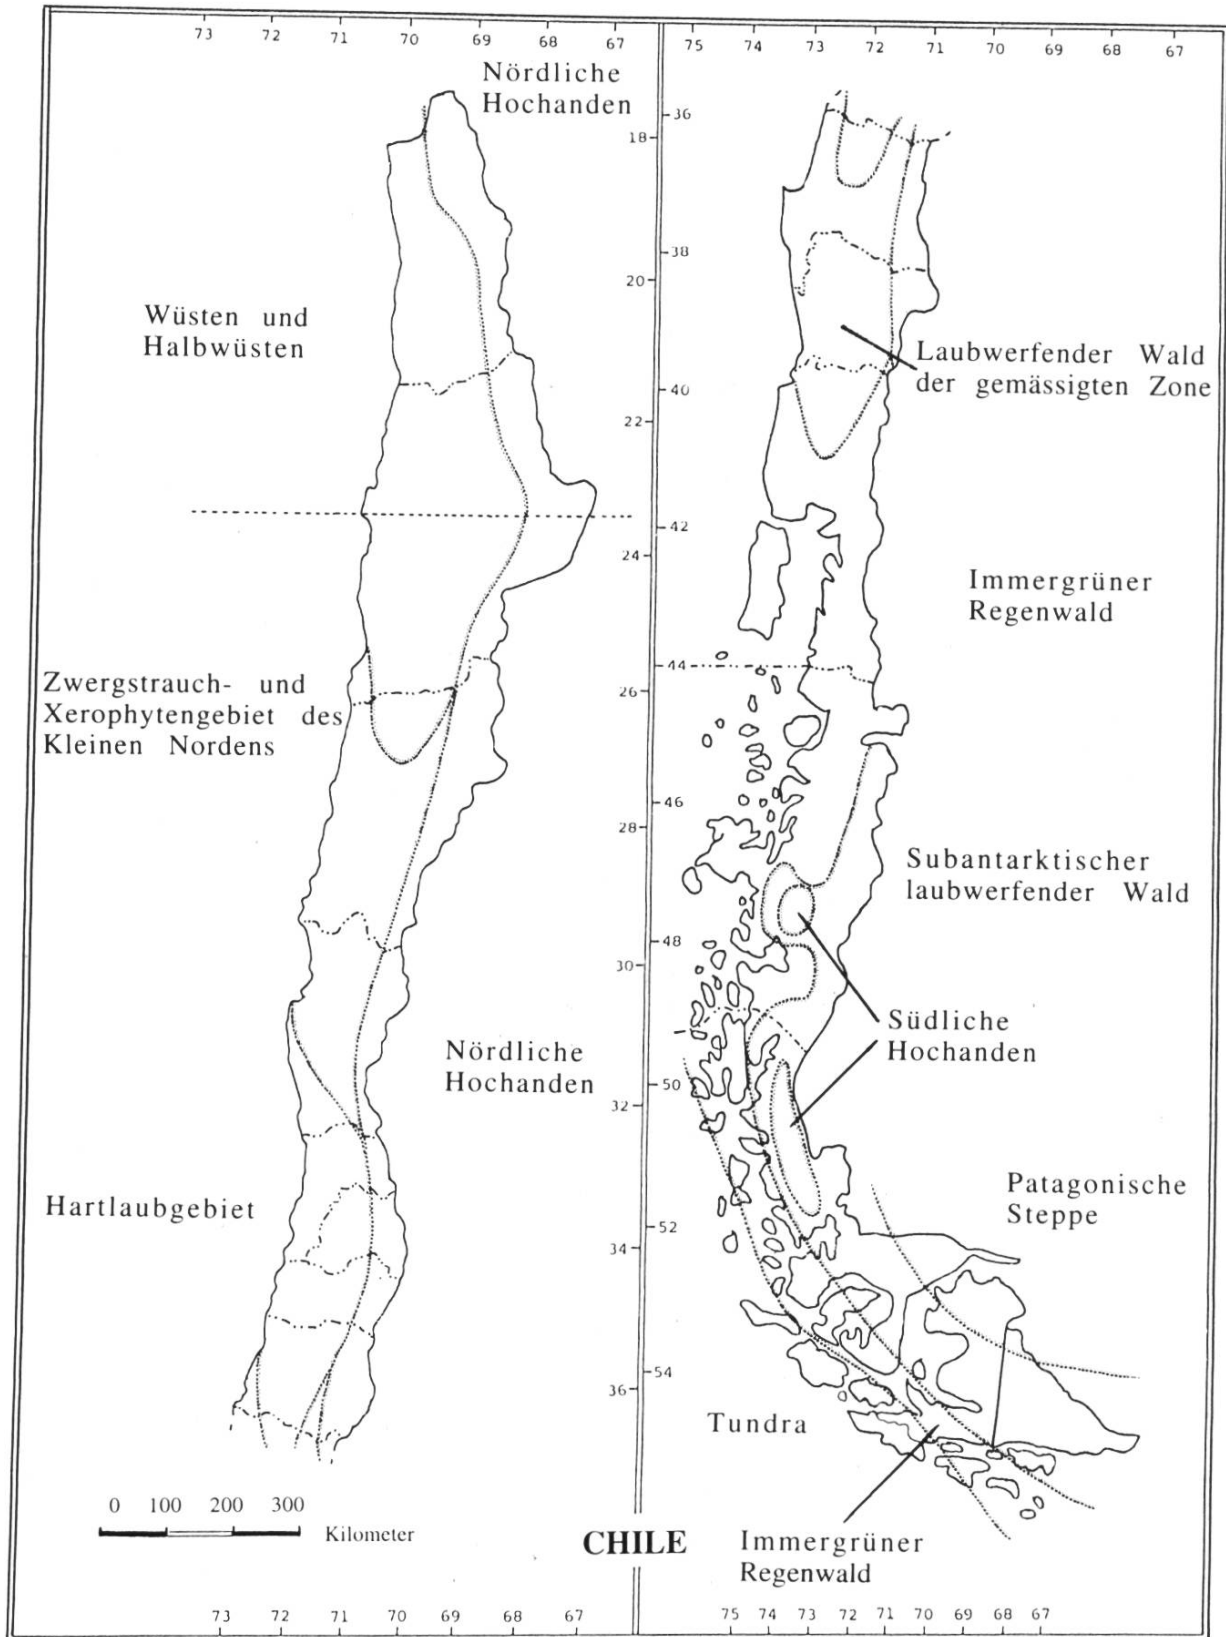 73 72 71 70 69 68 67
75 74 73 72 71 70 69 68 67
Nördliche
Hochanden
18
20
22
24
26
28
30
32
34
36
36
38
40
42
44
46
48
50
52
54
Wüsten und
Halbwüsten
Zwergstrauch- und
Xerophytengebiet des
Kleinen Nordens
Nördliche
Hochanden
Hartlaubgebiet
Laubwerfender Wald
der gemässigten Zone
Immergrüner
Regenwald
Subantarktischer
laubwerfender Wald
Südliche
Hochanden
Patagonische
Steppe
Tundra
Immergrüner
Regenwald
0 100 200 300
Kilometer
CHILE
73 72 71 70 69 68 67
75 74 73 72 71 70 69 68 67